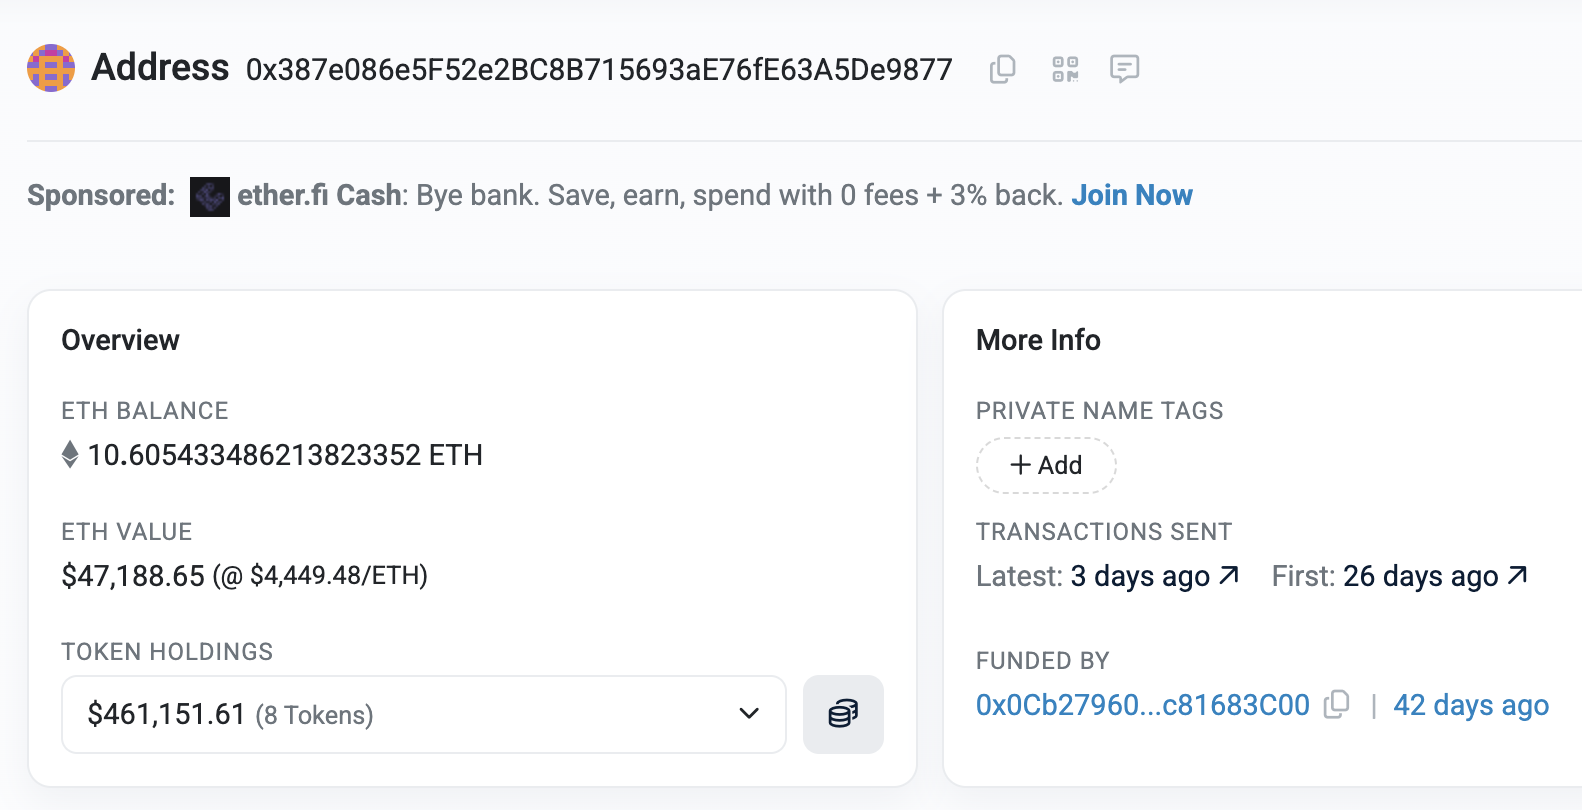 Address 0x387e086e5F52e2BC8B715693aE76fE63A5De9877
Sponsored: ether.fi Cash: Bye bank. Save, earn, spend with 0 fees + 3% back. Join Now
Overview
ETH BALANCE
10.605433486213823352 ETH
ETH VALUE
$47,188.65 (@ $4,449.48/ETH)
TOKEN HOLDINGS
$461,151.61 (8 Tokens)
More Info
PRIVATE NAME TAGS
+ Add
TRANSACTIONS SENT
Latest: 3 days ago ↗ First: 26 days ago ↗
FUNDED BY
0x0Cb27960...c81683C00 | 42 days ago